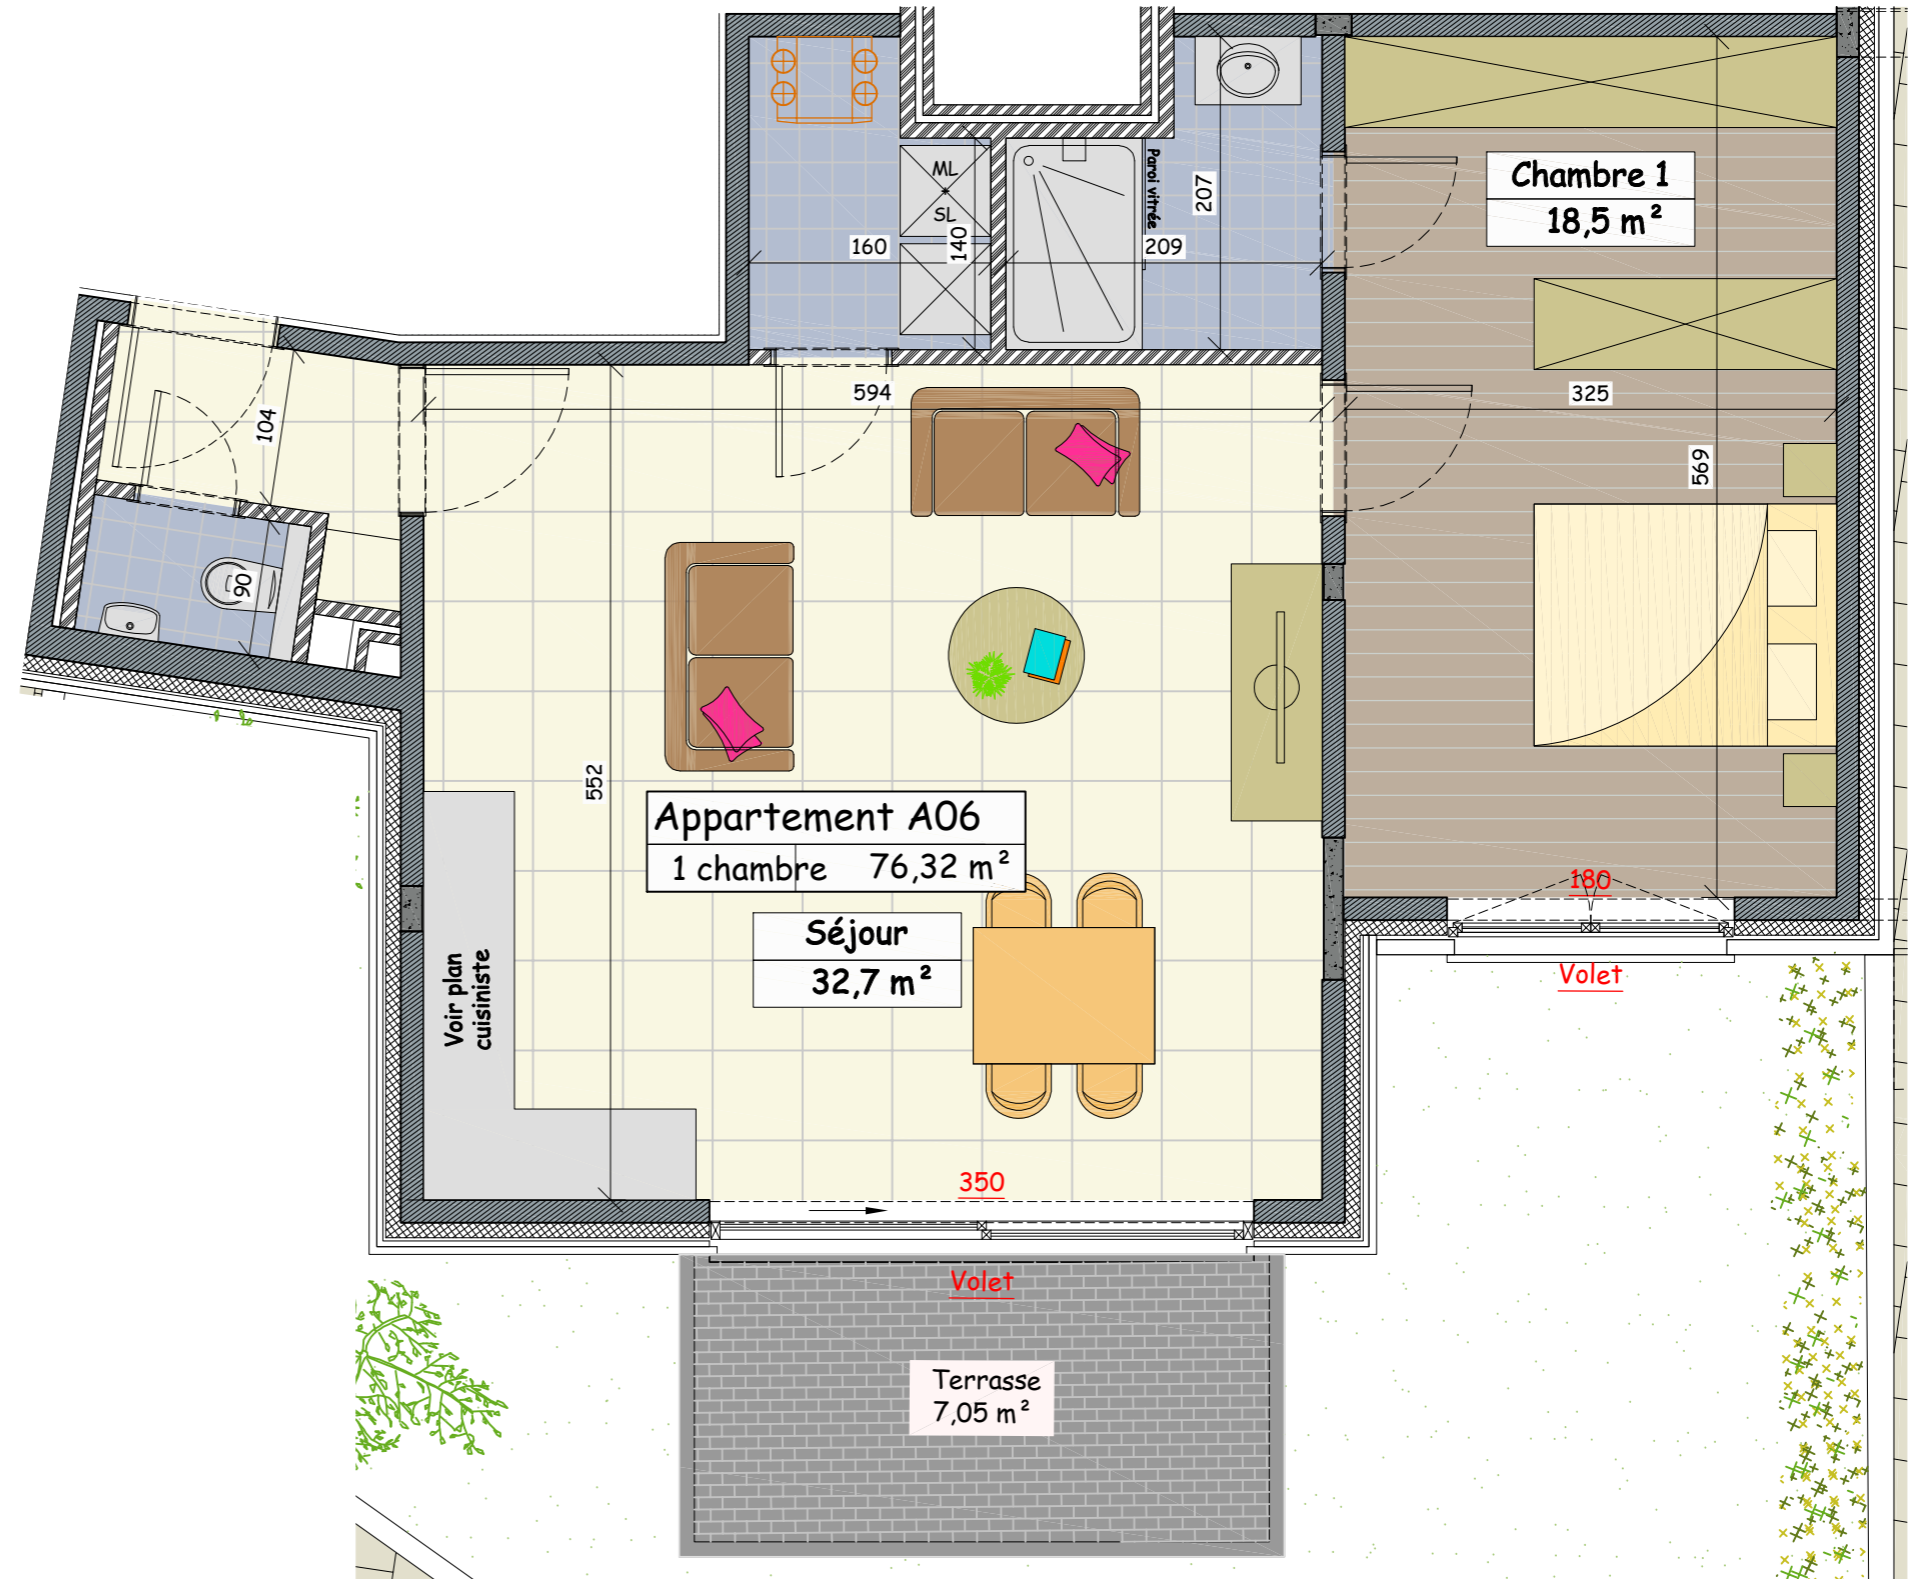 ML
SL
160
140
Paroi vitrée
207
209
Chambre 1
18,5 m²
594
325
104
569
90
552
Appartement A06
1 chambre 76,32 m²
180
Séjour
32,7 m²
Voir plan
cuisiniste
Volet
350
Volet
Terrasse
7,05 m²